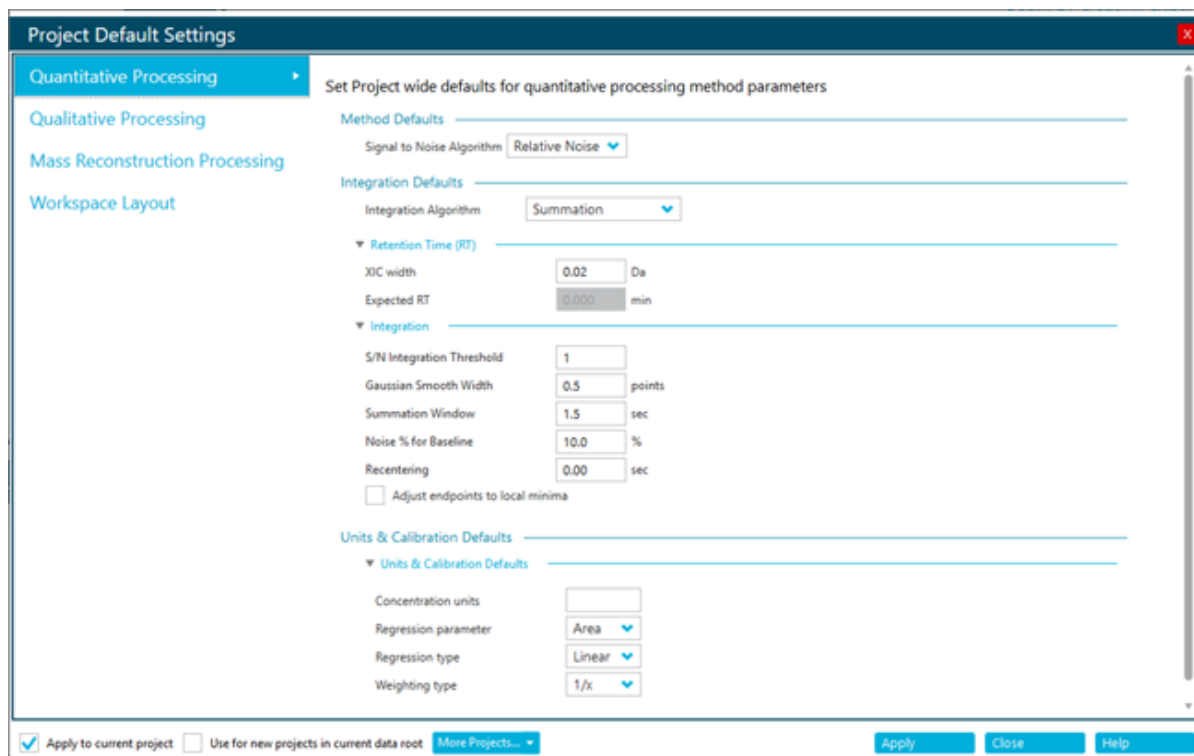 Project Default Settings
X
Quantitative Processing
Qualitative Processing
Mass Reconstruction Processing
Workspace Layout
Set Project wide defaults for quantitative processing method parameters
Method Defaults
Signal to Noise Algorithm Relative Noise
Integration Defaults
Integration Algorithm Summation
Retention Time (RT)
XIC width 0.02 Da
Expected RT 0.000 min
Integration
S/N Integration Threshold 1
Gaussian Smooth Width 0.5 points
Summation Window 1.5 sec
Noise % for Baseline 10.0 %
Recentering 0.00 sec
Adjust endpoints to local minima
Units & Calibration Defaults
Units & Calibration Defaults
Concentration units
Regression parameter Area
Regression type Linear
Weighting type 1/x
Apply to current project Use for new projects in current data root More Projects... Apply Close Help